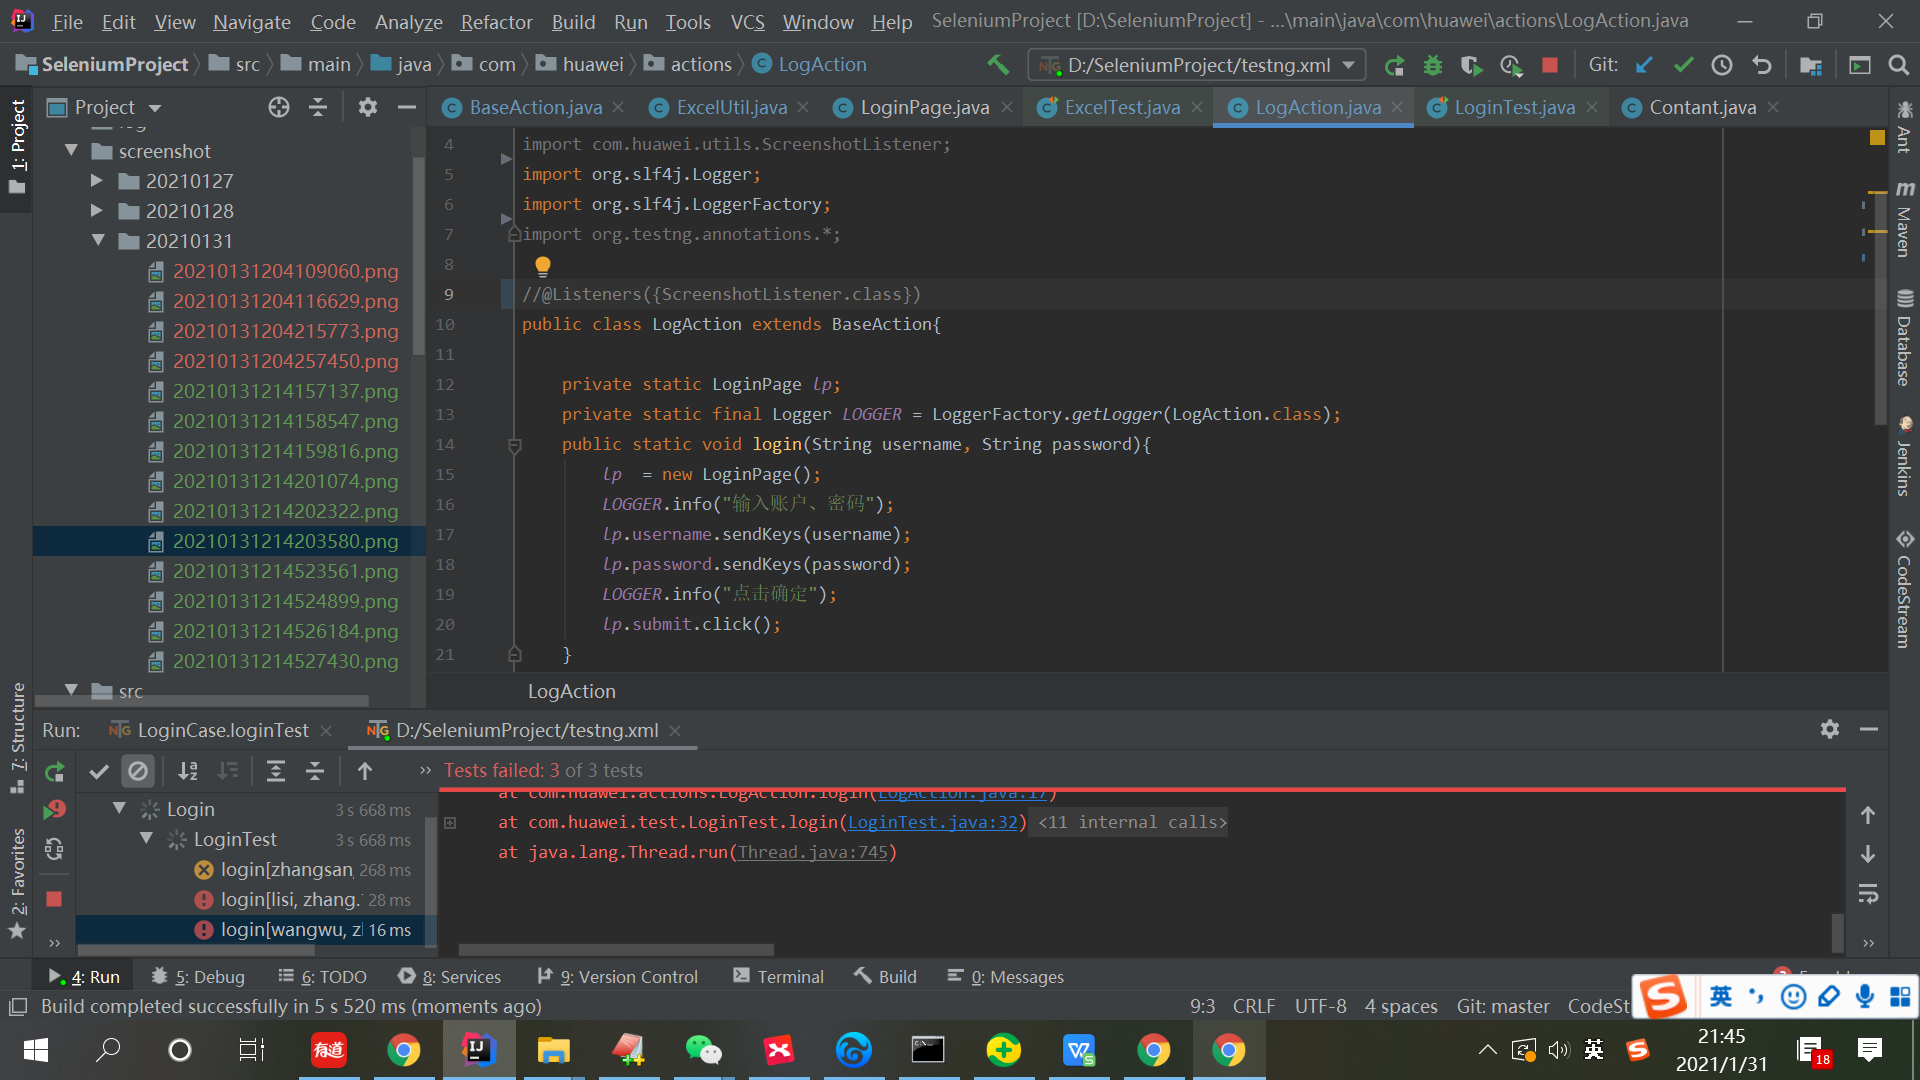 File Edit View Navigate Code Analyze Refactor Build Run Tools VCS Window Help SeleniumProject [D:\SeleniumProject] - ...\main\java\com\huawei\actions\LogAction.java
SeleniumProject src main java com huawei actions LogAction D:/SeleniumProject/testng.xml Git:
Project
BaseAction.java ExcelUtil.java LoginPage.java ExcelTest.java LogAction.java LoginTest.java Contant.java
1: Project
7: Structure
2: Favorites
screenshot
20210127
20210128
20210131
20210131204109060.png
20210131204116629.png
20210131204215773.png
20210131204257450.png
20210131214157137.png
20210131214158547.png
20210131214159816.png
20210131214201074.png
20210131214202322.png
20210131214203580.png
20210131214523561.png
20210131214524899.png
20210131214526184.png
20210131214527430.png
src
4 import com.huawei.utils.ScreenshotListener;
5 import org.slf4j.Logger;
6 import org.slf4j.LoggerFactory;
7 import org.testng.annotations.*;
8
9 //@Listeners({ScreenshotListener.class})
10 public class LogAction extends BaseAction{
11
12 private static LoginPage lp;
13 private static final Logger LOGGER = LoggerFactory.getLogger(LogAction.class);
14 public static void login(String username, String password){
15 lp  = new LoginPage();
16 LOGGER.info("输入账户、密码");
17 lp.username.sendKeys(username);
18 lp.password.sendKeys(password);
19 LOGGER.info("点击确定");
20 lp.submit.click();
21 }
LogAction
Ant
Maven
Database
Jenkins
CodeStream
Run: LoginCase.loginTest D:/SeleniumProject/testng.xml
Tests failed: 3 of 3 tests
Login 3 s 668 ms
LoginTest 3 s 668 ms
login[zhangsan, 268 ms
login[lisi, zhang. 28 ms
login[wangwu, z 16 ms
at com.huawei.actions.LogAction.login(LogAction.java:17)
at com.huawei.test.LoginTest.login(LoginTest.java:32) <11 internal calls>
at java.lang.Thread.run(Thread.java:745)
4: Run 5: Debug 6: TODO 8: Services 9: Version Control Terminal Build 0: Messages
Build completed successfully in 5 s 520 ms (moments ago) 9:3 CRLF UTF-8 4 spaces Git: master CodeSt
英
有道
英
21:45
2021/1/31
18